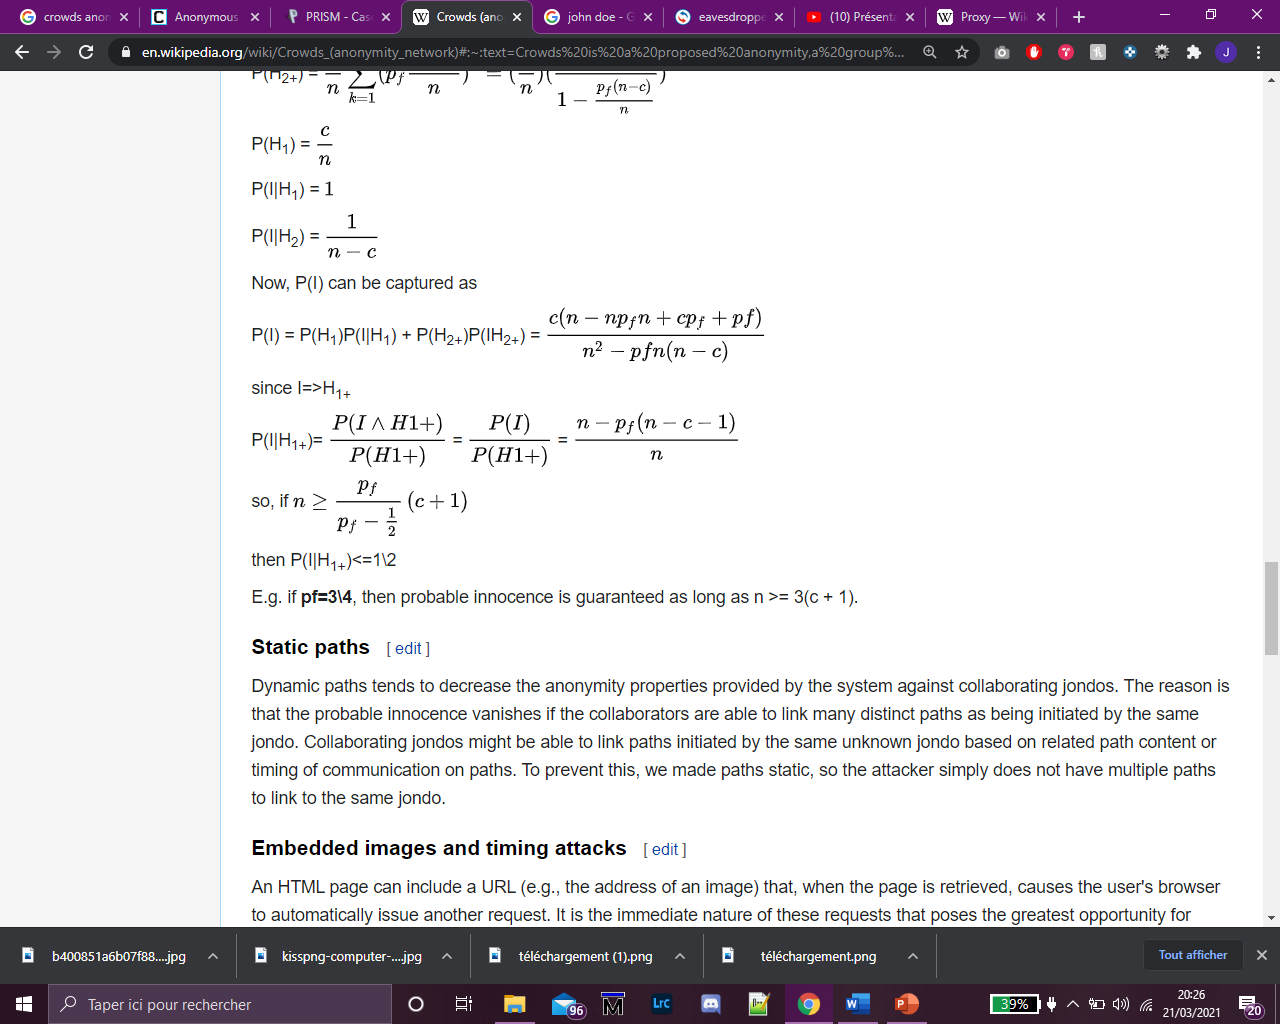 crowds anon
Anonymous
PRISM - Cas
Crowds (ano
john doe - G
eavesdroppe
(10) Présenta
Proxy — Wik
en.wikipedia.org/wiki/Crowds_(anonymity_network)#:~:text=Crowds%20is%20a%20proposed%20anonymity,a%20group%...
J
P(H₁) = c/n
P(I|H₁) = 1
P(I|H₂) = 1/(n − c)
Now, P(I) can be captured as
P(I) = P(H₁)P(I|H₁) + P(H₂₊)P(IH₂₊) = c(n − np_f n + cp_f + pf) / (n² − pfn(n − c))
since I=>H₁₊
P(I|H₁₊)= P(I ∧ H1+)/P(H1+) = P(I)/P(H1+) = (n − p_f(n − c − 1))/n
so, if n ≥ p_f/(p_f − 1/2) (c + 1)
then P(I|H₁₊)<=1\2
E.g. if pf=3\4, then probable innocence is guaranteed as long as n >= 3(c + 1).
Static paths [ edit ]
Dynamic paths tends to decrease the anonymity properties provided by the system against collaborating jondos. The reason is
that the probable innocence vanishes if the collaborators are able to link many distinct paths as being initiated by the same
jondo. Collaborating jondos might be able to link paths initiated by the same unknown jondo based on related path content or
timing of communication on paths. To prevent this, we made paths static, so the attacker simply does not have multiple paths
to link to the same jondo.
Embedded images and timing attacks [ edit ]
An HTML page can include a URL (e.g., the address of an image) that, when the page is retrieved, causes the user's browser
to automatically issue another request. It is the immediate nature of these requests that poses the greatest opportunity for
b400851a6b07f88....jpg
kisspng-computer-....jpg
téléchargement (1).png
téléchargement.png
Tout afficher
Taper ici pour rechercher
96
Lrc
39%
20:26
21/03/2021
20